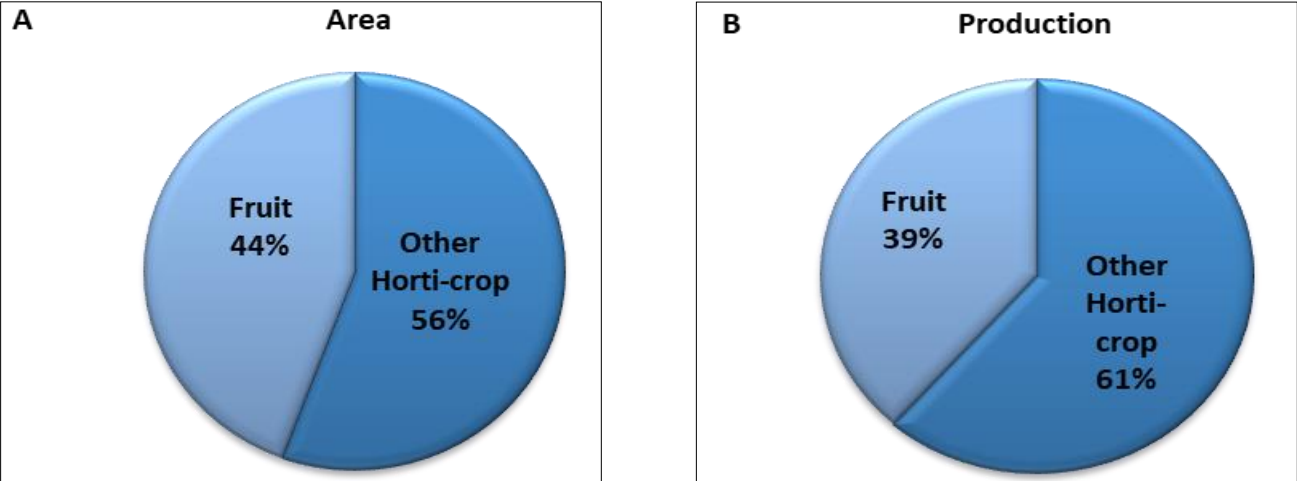 A
Area
Fruit
44%
Other
Horti-crop
56%
B
Production
Fruit
39%
Other
Horti-
crop
61%